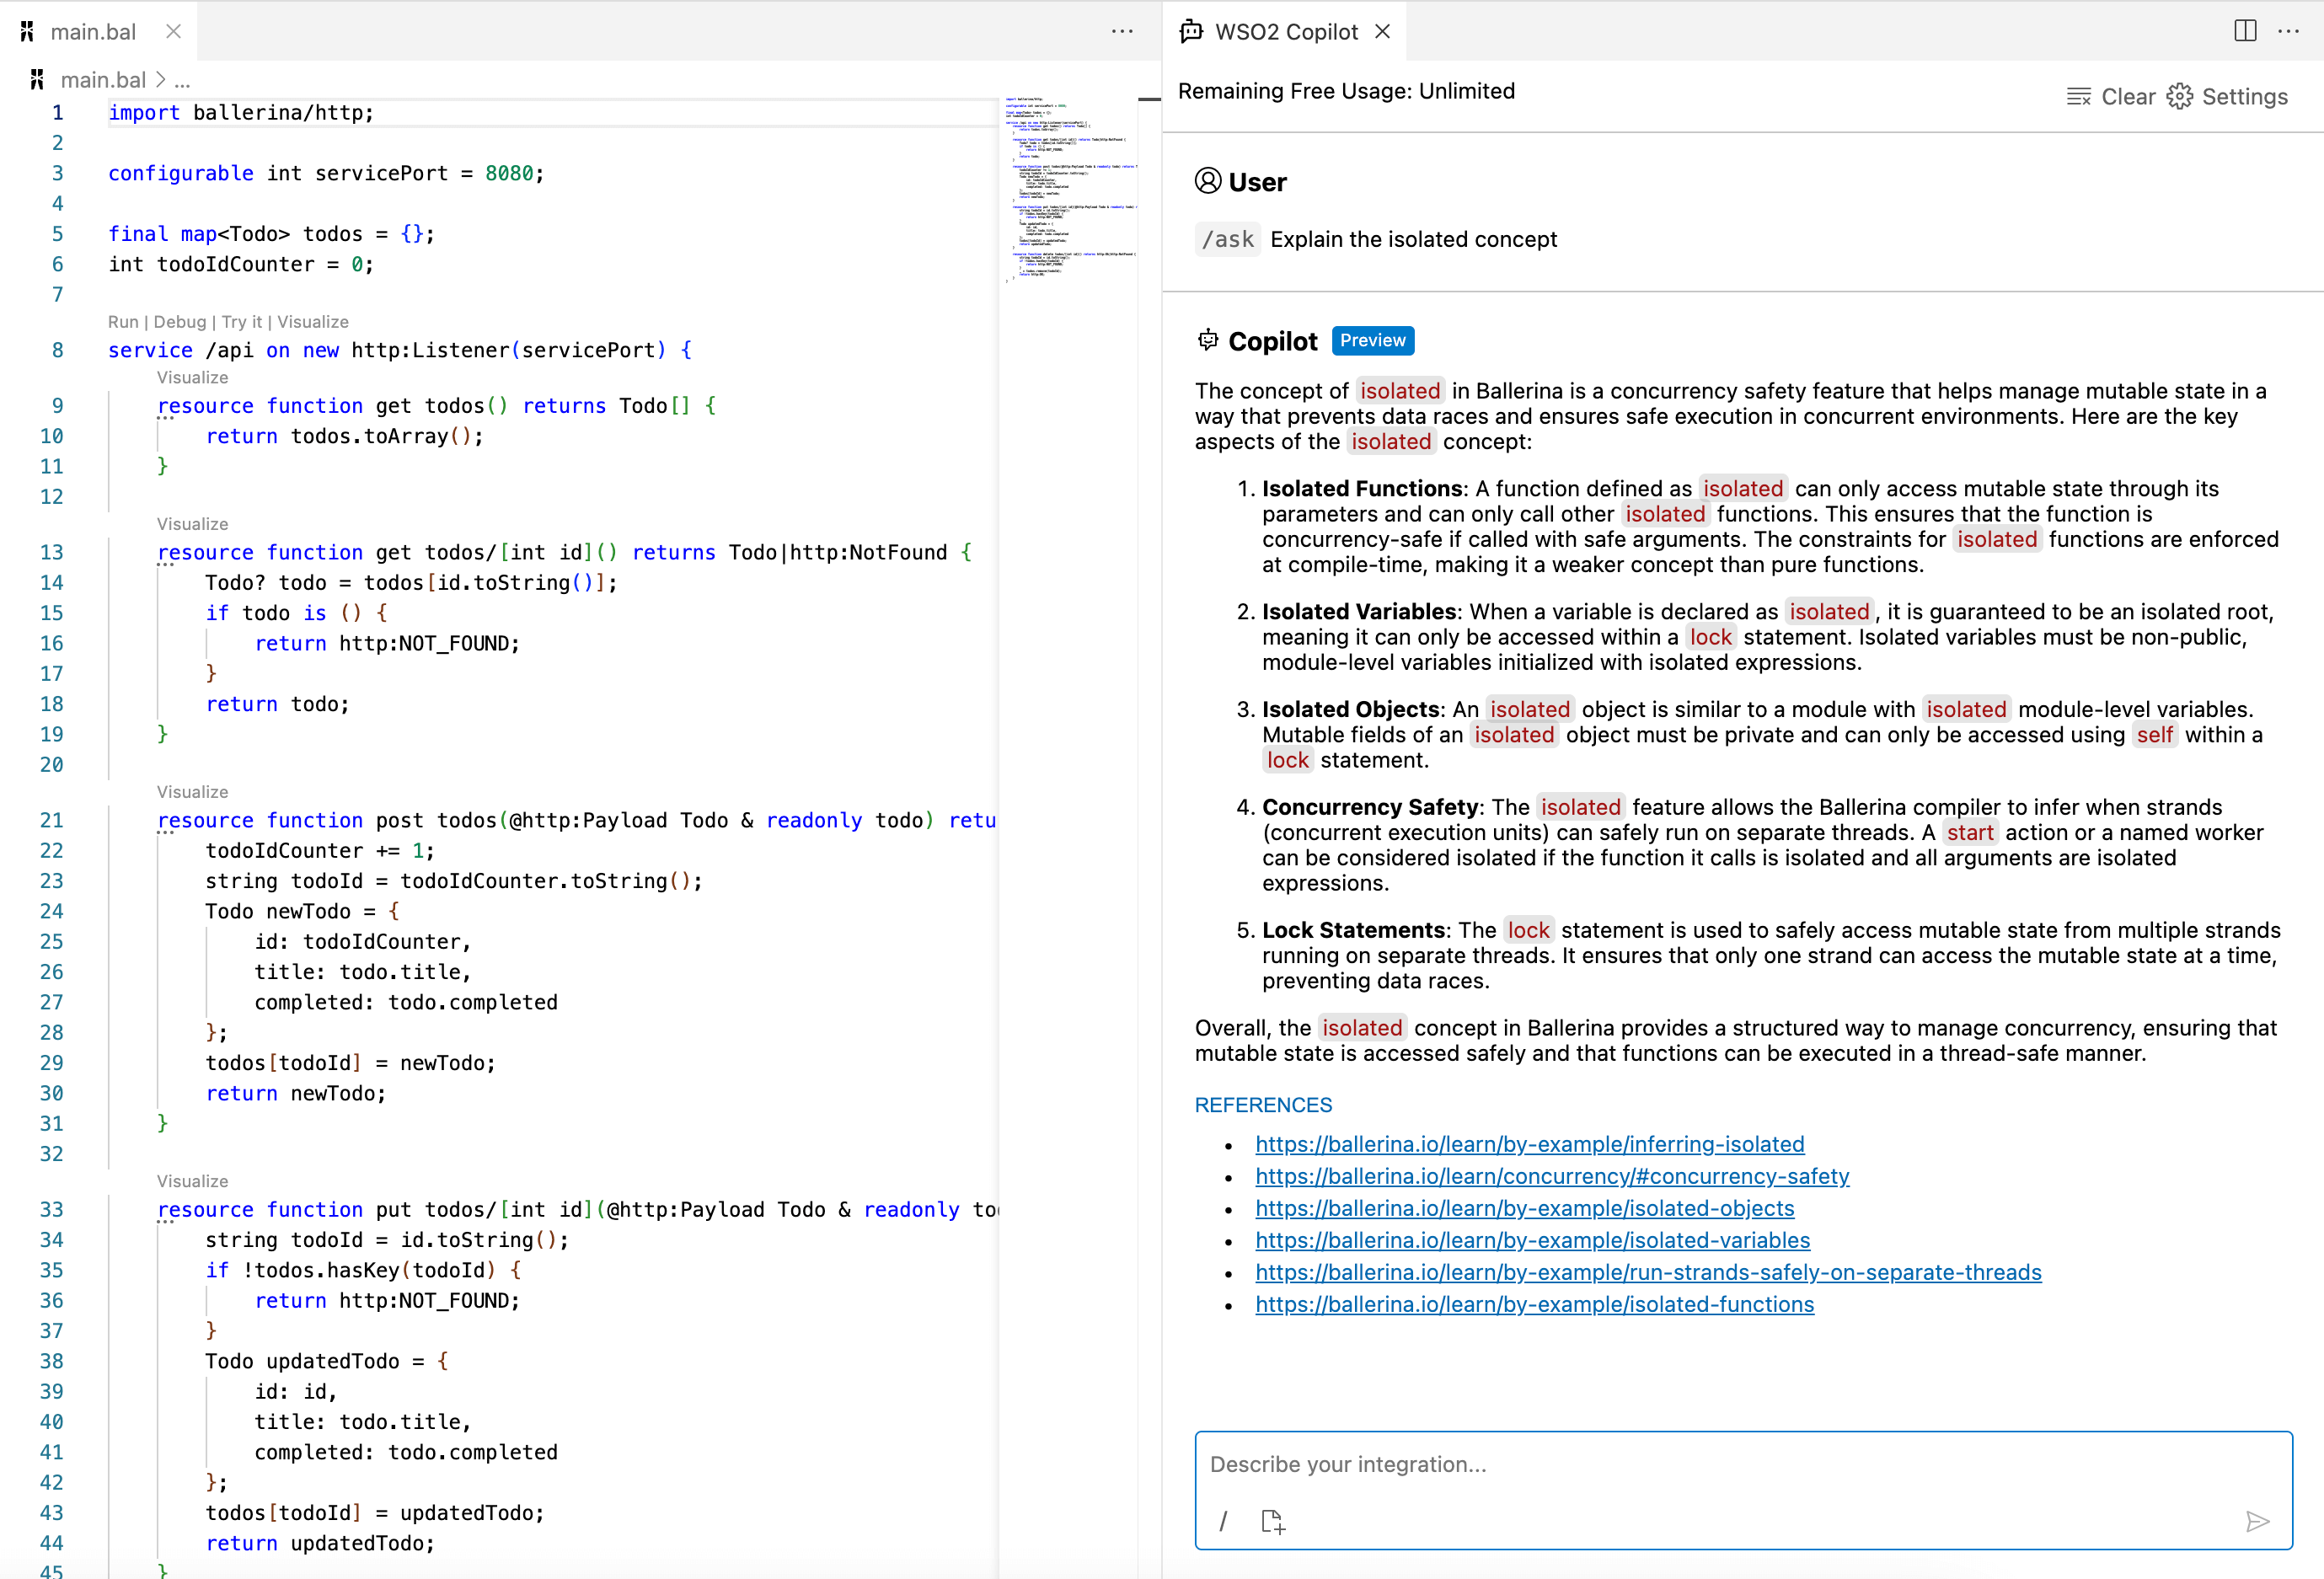 main.bal
main.bal > ...
1 import ballerina/http;
2
3 configurable int servicePort = 8080;
4
5 final map<Todo> todos = {};
6 int todoIdCounter = 0;
7
Run | Debug | Try it | Visualize
8 service /api on new http:Listener(servicePort) {
Visualize
9 resource function get todos() returns Todo[] {
10 return todos.toArray();
11 }
12
Visualize
13 resource function get todos/[int id]() returns Todo|http:NotFound {
14 Todo? todo = todos[id.toString()];
15 if todo is () {
16 return http:NOT_FOUND;
17 }
18 return todo;
19 }
20
Visualize
21 resource function post todos(@http:Payload Todo & readonly todo) retu
22 todoIdCounter += 1;
23 string todoId = todoIdCounter.toString();
24 Todo newTodo = {
25 id: todoIdCounter,
26 title: todo.title,
27 completed: todo.completed
28 };
29 todos[todoId] = newTodo;
30 return newTodo;
31 }
32
Visualize
33 resource function put todos/[int id](@http:Payload Todo & readonly to
34 string todoId = id.toString();
35 if !todos.hasKey(todoId) {
36 return http:NOT_FOUND;
37 }
38 Todo updatedTodo = {
39 id: id,
40 title: todo.title,
41 completed: todo.completed
42 };
43 todos[todoId] = updatedTodo;
44 return updatedTodo;
45 }
WSO2 Copilot
Remaining Free Usage: Unlimited
Clear Settings
User
/ask Explain the isolated concept
Copilot Preview
The concept of isolated in Ballerina is a concurrency safety feature that helps manage mutable state in a
way that prevents data races and ensures safe execution in concurrent environments. Here are the key
aspects of the isolated concept:
1. Isolated Functions: A function defined as isolated can only access mutable state through its
parameters and can only call other isolated functions. This ensures that the function is
concurrency-safe if called with safe arguments. The constraints for isolated functions are enforced
at compile-time, making it a weaker concept than pure functions.
2. Isolated Variables: When a variable is declared as isolated, it is guaranteed to be an isolated root,
meaning it can only be accessed within a lock statement. Isolated variables must be non-public,
module-level variables initialized with isolated expressions.
3. Isolated Objects: An isolated object is similar to a module with isolated module-level variables.
Mutable fields of an isolated object must be private and can only be accessed using self within a
lock statement.
4. Concurrency Safety: The isolated feature allows the Ballerina compiler to infer when strands
(concurrent execution units) can safely run on separate threads. A start action or a named worker
can be considered isolated if the function it calls is isolated and all arguments are isolated
expressions.
5. Lock Statements: The lock statement is used to safely access mutable state from multiple strands
running on separate threads. It ensures that only one strand can access the mutable state at a time,
preventing data races.
Overall, the isolated concept in Ballerina provides a structured way to manage concurrency, ensuring that
mutable state is accessed safely and that functions can be executed in a thread-safe manner.
REFERENCES
• https://ballerina.io/learn/by-example/inferring-isolated
• https://ballerina.io/learn/concurrency/#concurrency-safety
• https://ballerina.io/learn/by-example/isolated-objects
• https://ballerina.io/learn/by-example/isolated-variables
• https://ballerina.io/learn/by-example/run-strands-safely-on-separate-threads
• https://ballerina.io/learn/by-example/isolated-functions
Describe your integration...
/